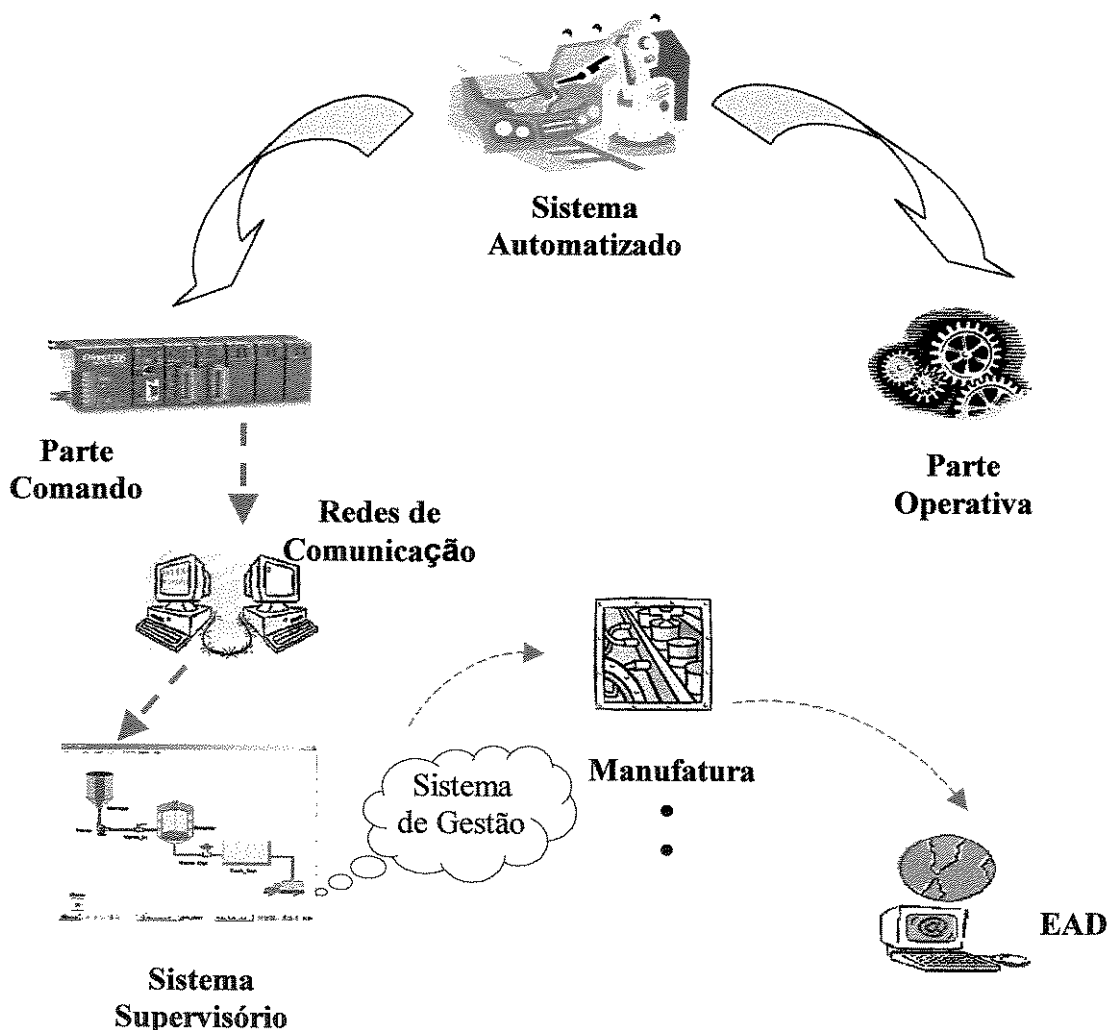 Sistema
Automatizado
Parte
Comando
Parte
Operativa
Redes de
Comunicação
Sistema
de Gestão
Manufatura
EAD
Sistema
Supervisório